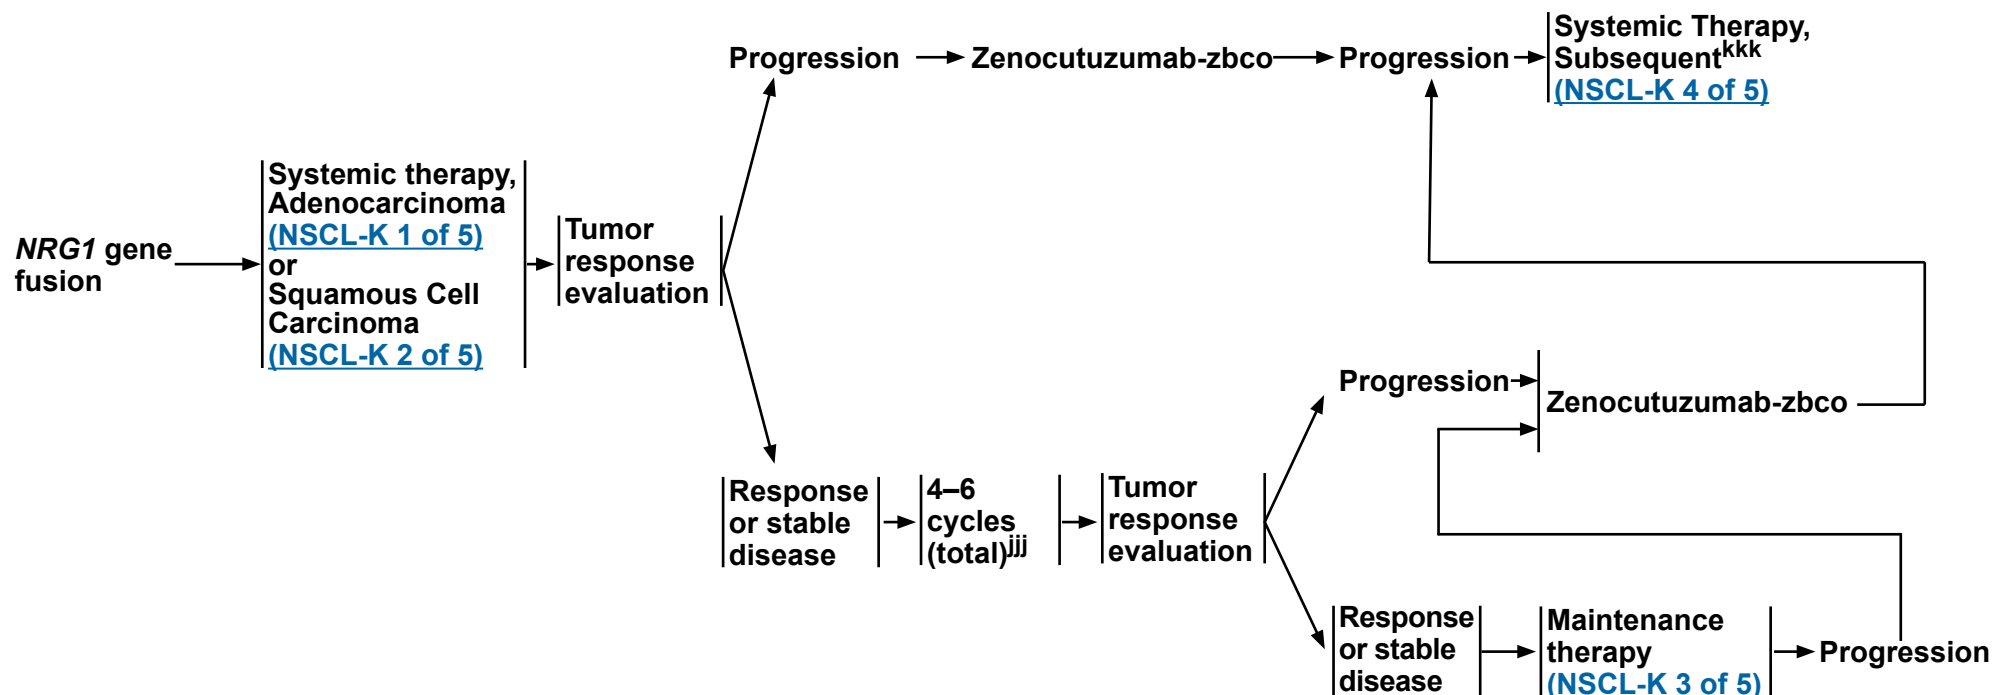 NRG1 gene
fusion
Systemic therapy,
Adenocarcinoma
(NSCL-K 1 of 5)
or
Squamous Cell
Carcinoma
(NSCL-K 2 of 5)
Tumor
response
evaluation
Progression
Zenocutuzumab-zbco
Progression
Systemic Therapy,
Subsequentkkk
(NSCL-K 4 of 5)
Response
or stable
disease
4–6
cycles
(total)jjj
Tumor
response
evaluation
Progression
Zenocutuzumab-zbco
Response
or stable
disease
Maintenance
therapy
(NSCL-K 3 of 5)
Progression